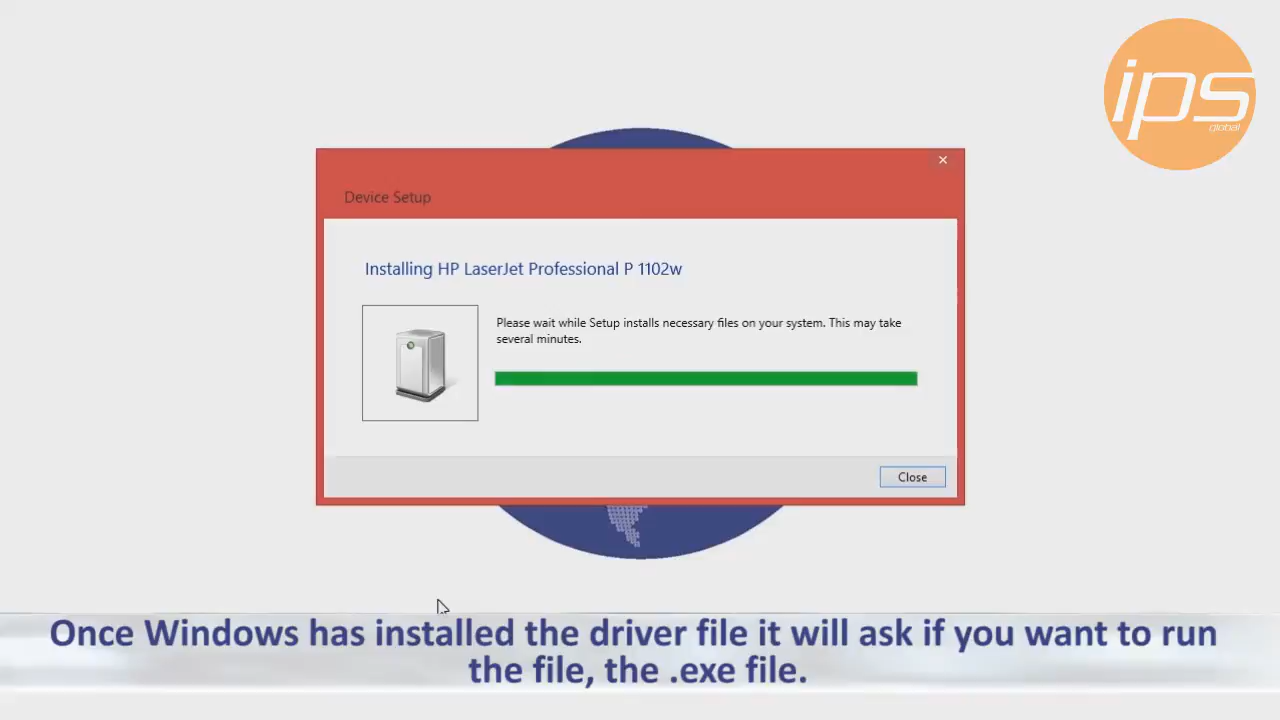 ips
global
Device Setup
Installing HP LaserJet Professional P 1102w
Please wait while Setup installs necessary files on your system. This may take
several minutes.
Close
Once Windows has installed the driver file it will ask if you want to run
the file, the .exe file.